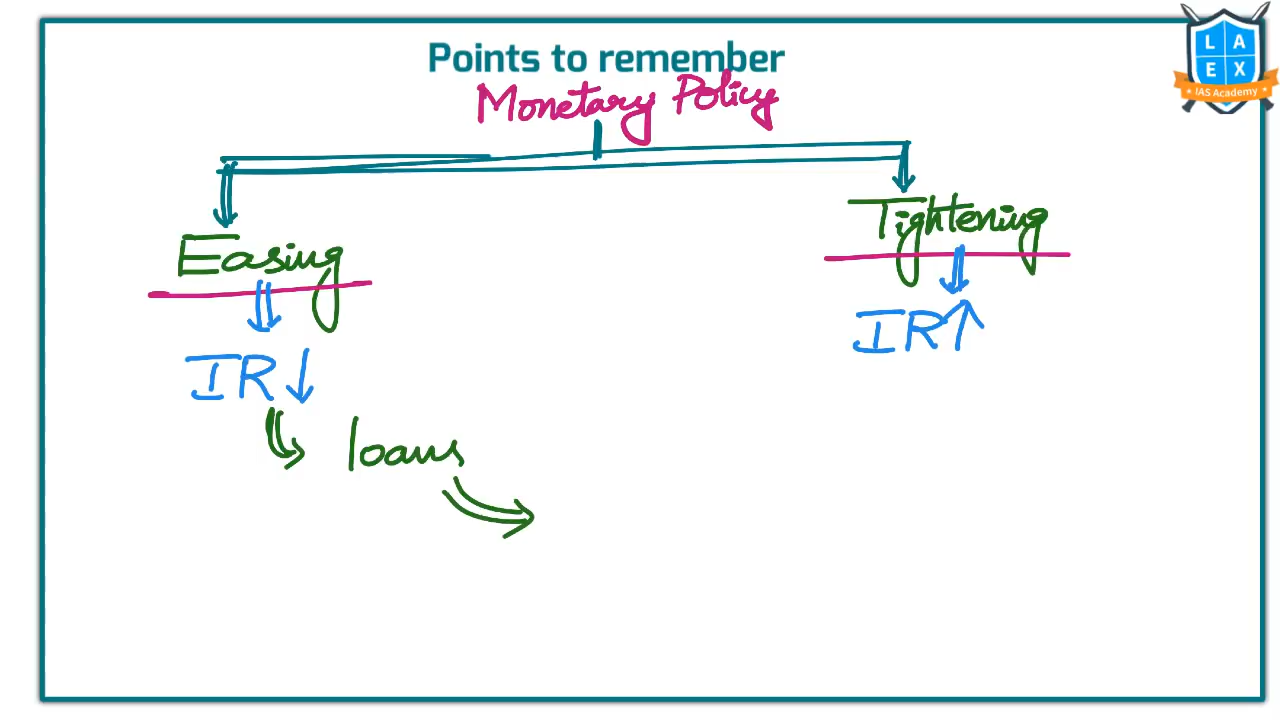 Points to remember
Monetary Policy
L A
E X
IAS Academy
Easing
Tightening
IR ↓
IR ↑
loans